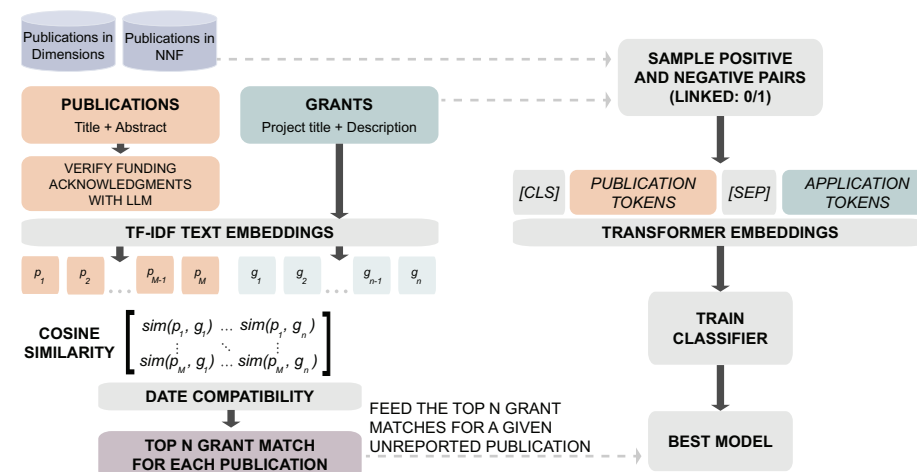 Publications in
Dimensions
Publications in
NNF
PUBLICATIONS
Title + Abstract
GRANTS
Project title + Description
VERIFY FUNDING
ACKNOWLEDGMENTS
WITH LLM
TF-IDF TEXT EMBEDDINGS
p1 p2 ... pM-1 pM g1 g2 ... gn-1 gn
COSINE
SIMILARITY
sim(p1, g1) ... sim(p1, gn)
sim(pM, g1) ... sim(pM, gn)
DATE COMPATIBILITY
TOP N GRANT MATCH
FOR EACH PUBLICATION
FEED THE TOP N GRANT
MATCHES FOR A GIVEN
UNREPORTED PUBLICATION
SAMPLE POSITIVE
AND NEGATIVE PAIRS
(LINKED: 0/1)
[CLS]
PUBLICATION
TOKENS
[SEP]
APPLICATION
TOKENS
TRANSFORMER EMBEDDINGS
TRAIN
CLASSIFIER
BEST MODEL